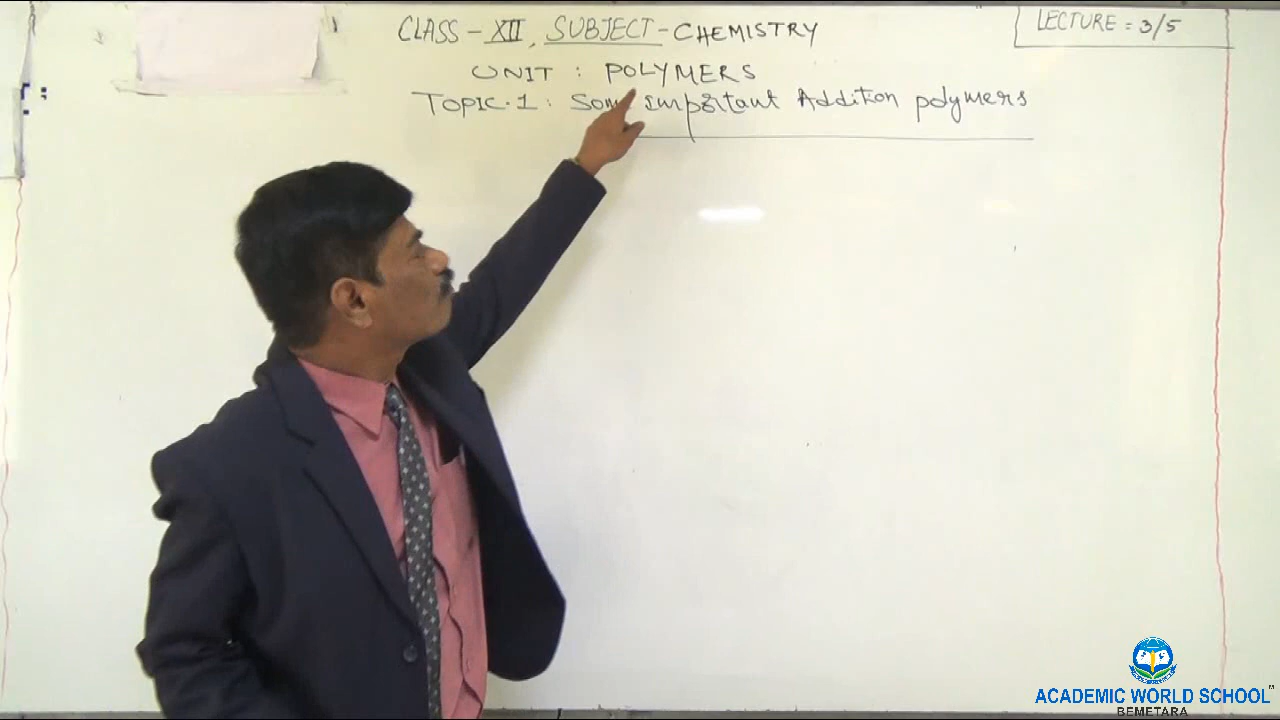 CLASS - XII, SUBJECT - CHEMISTRY
LECTURE = 3/5
UNIT : POLYMERS
TOPIC.1 : Some important Addition polymers
ACADEMIC WORLD SCHOOL
BEMETARA